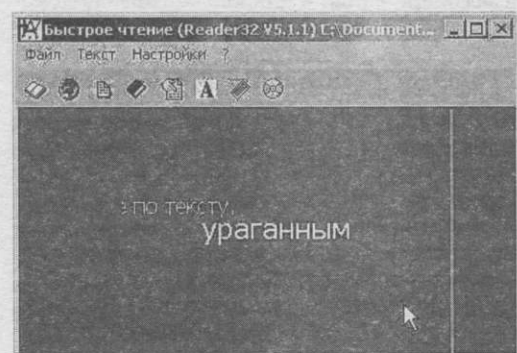 Быстрое чтение (Reader32 V5.1.1) C:\Document...
Файл Текст Настройки ?
A
по тексту,
ураганным